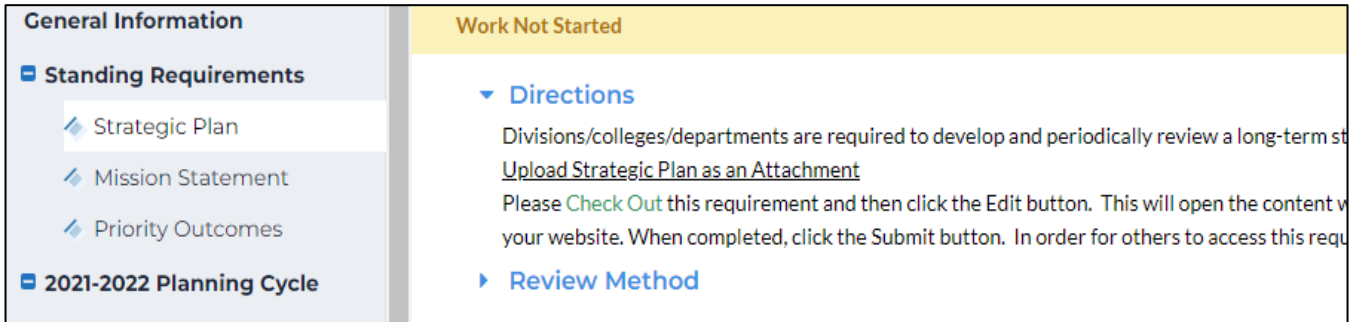 General Information
Standing Requirements
Strategic Plan
Mission Statement
Priority Outcomes
2021-2022 Planning Cycle
Work Not Started
Directions
Divisions/colleges/departments are required to develop and periodically review a long-term st
Upload Strategic Plan as an Attachment
Please Check Out this requirement and then click the Edit button. This will open the content w
your website. When completed, click the Submit button. In order for others to access this requ
Review Method